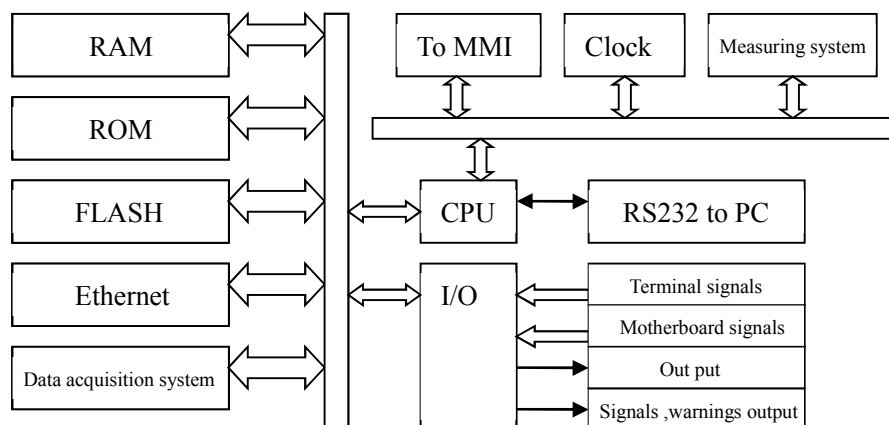 RAM
To MMI
Clock
Measuring system
ROM
FLASH
CPU
RS232 to PC
Ethernet
I/O
Terminal signals
Motherboard signals
Data acquisition system
Out put
Signals ,warnings output